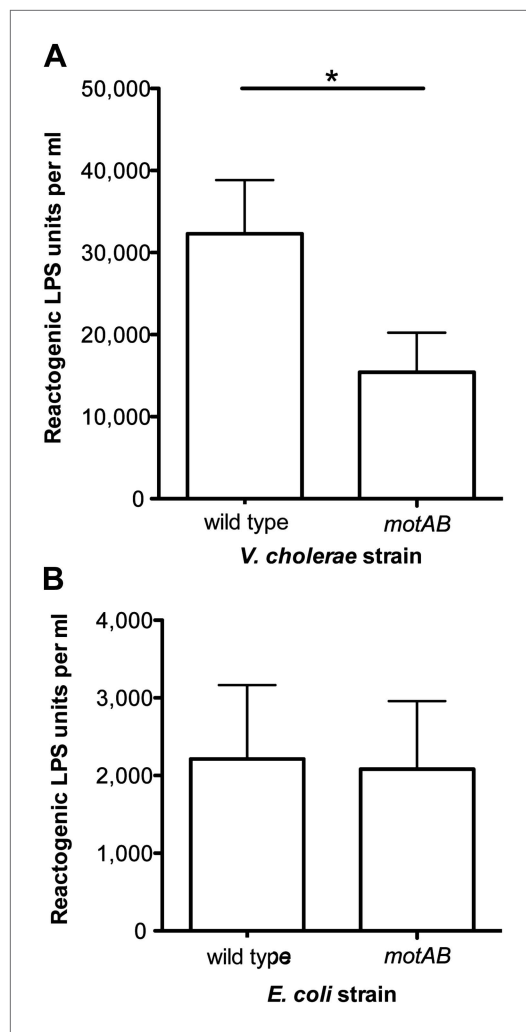 A
*
Reactogenic LPS units per ml
50,000
40,000
30,000
20,000
10,000
0
wild type
motAB
V. cholerae strain
B
Reactogenic LPS units per ml
4,000
3,000
2,000
1,000
0
wild type
motAB
E. coli strain